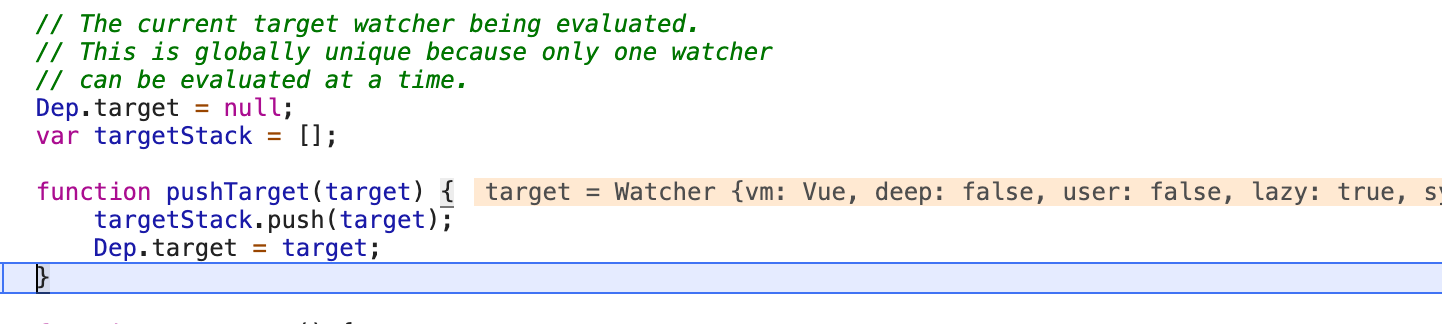 // The current target watcher being evaluated.
// This is globally unique because only one watcher
// can be evaluated at a time.
Dep.target = null;
var targetStack = [];
function pushTarget(target) { target = Watcher {vm: Vue, deep: false, user: false, lazy: true,
targetStack.push(target);
Dep.target = target;
}